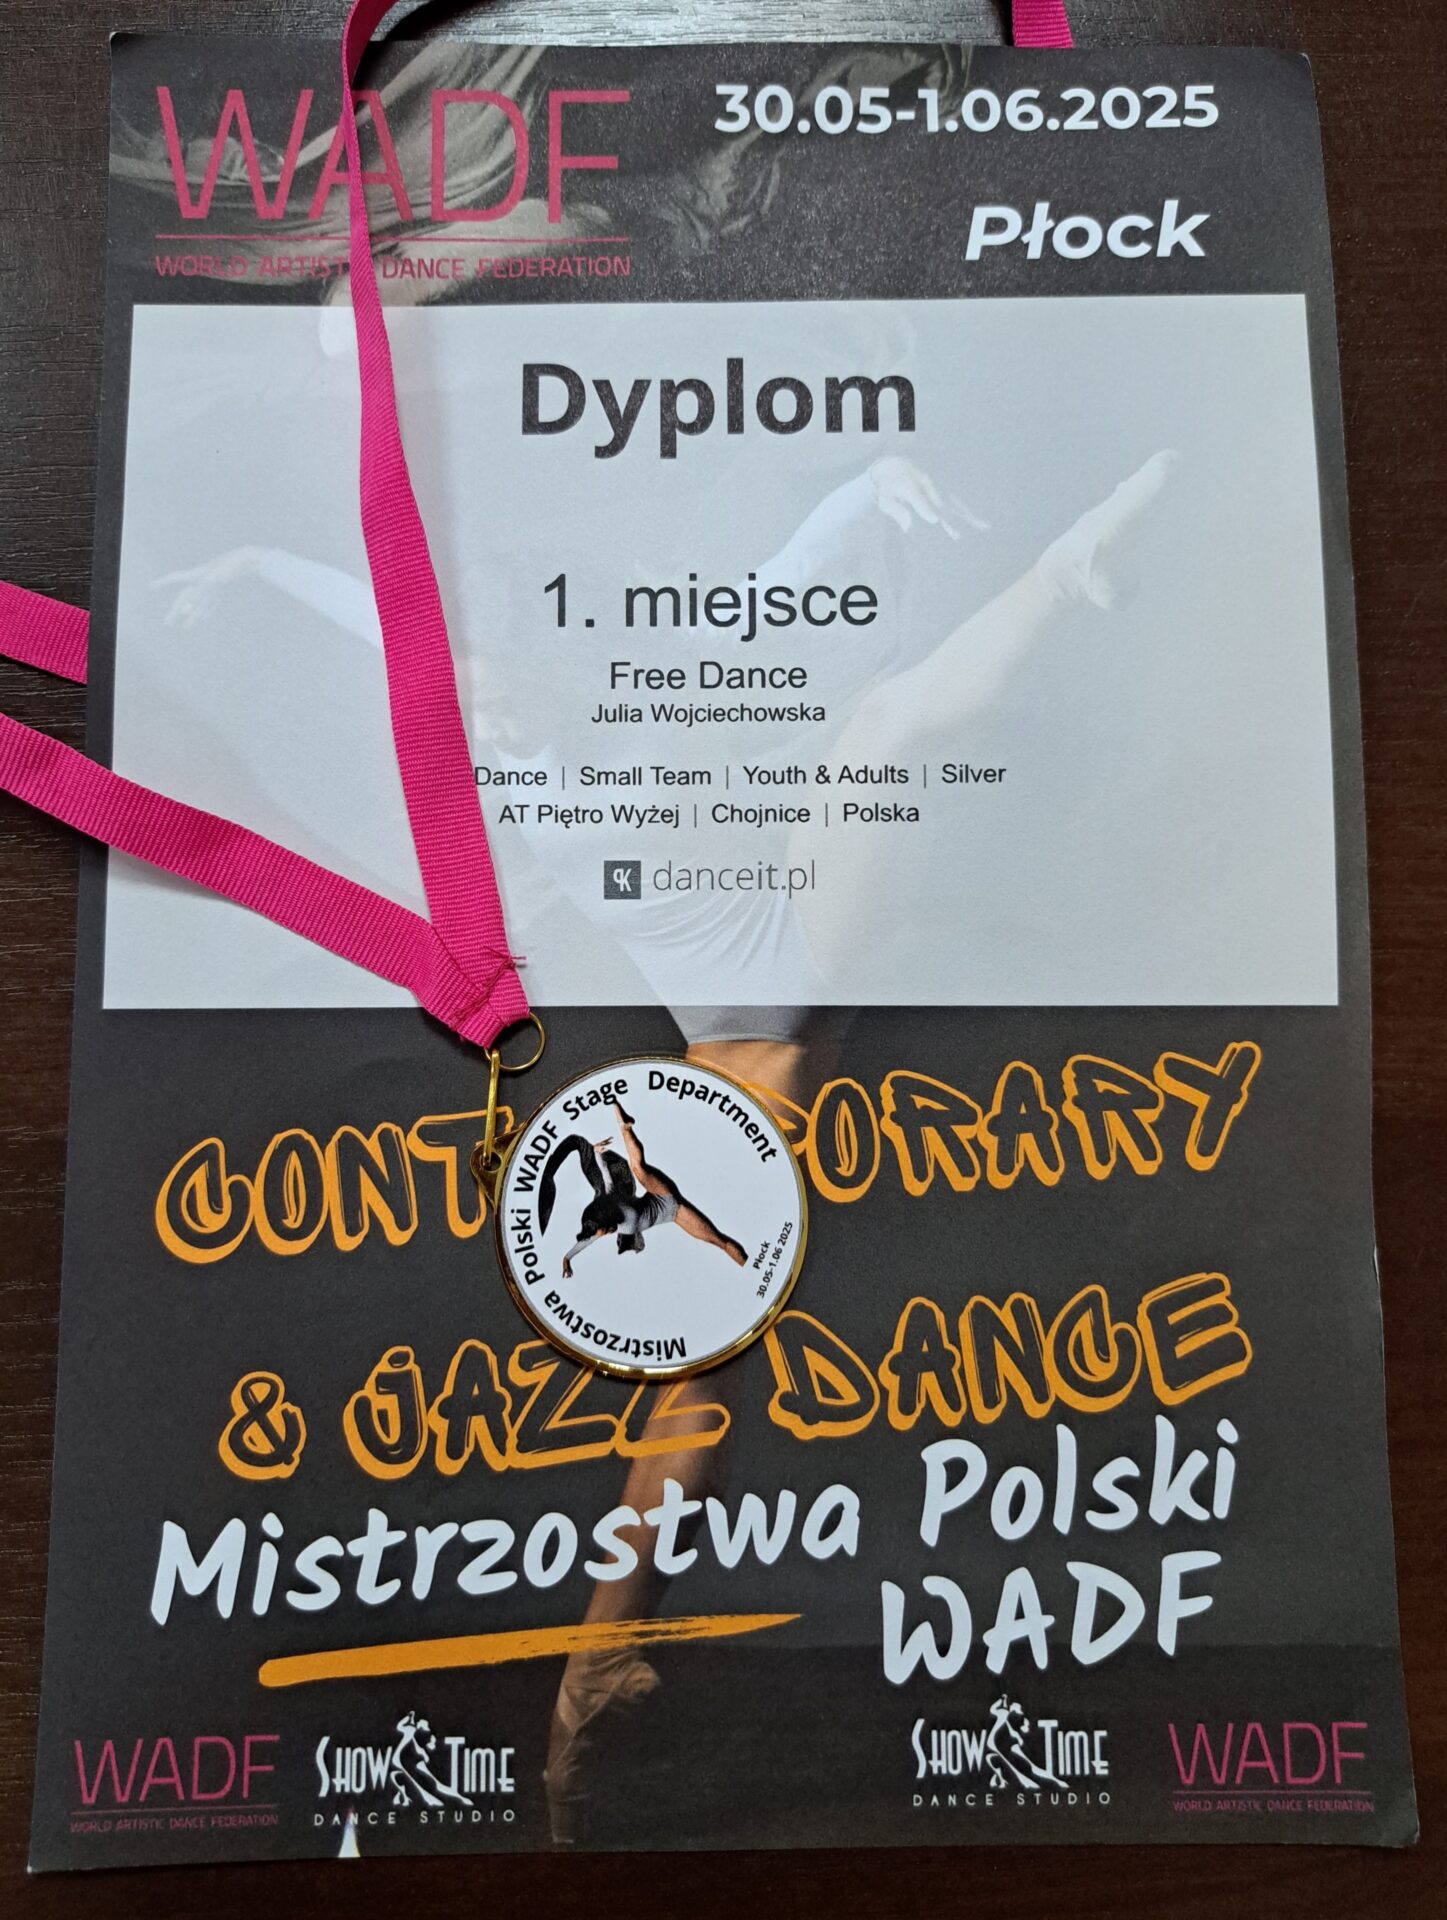 WADF
WORLD ARTISTIC DANCE FEDERATION
30.05-1.06.2025
Płock
Dyplom
1. miejsce
Free Dance
Julia Wojciechowska
Dance | Small Team | Youth & Adults | Silver
AT Piętro Wyżej | Chojnice | Polska
danceit.pl
Mistrzostwa Polski WADF Stage Department
Płock
30.05-1.06 2025
CONT ORARY
& JAZZ DANCE
Mistrzostwa Polski
WADF
WADF
WORLD ARTISTIC DANCE FEDERATION
SHOW TIME
DANCE STUDIO
SHOW TIME
DANCE STUDIO
WADF
WORLD ARTISTIC DANCE FEDERATION